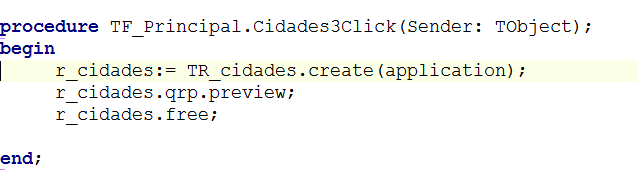 procedure TF_Principal.Cidades3Click(Sender: TObject);
begin
r_cidades:= TR_cidades.create(application);
r_cidades.qrp.preview;
r_cidades.free;
end;